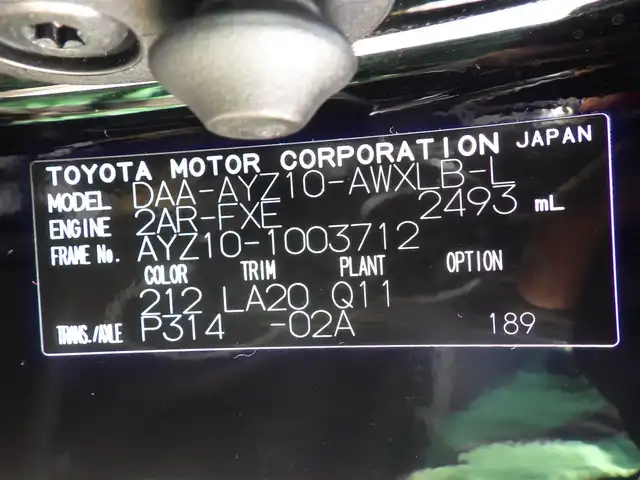 TOYOTA MOTOR CORPORATION JAPAN
MODEL DAA-AYZ10-AWXLB-L
ENGINE 2AR-FXE 2493 mL
FRAME No. AYZ10-1003712
COLOR TRIM PLANT OPTION
212 LA20 Q11
TRANS./AXLE P314 -02A 189